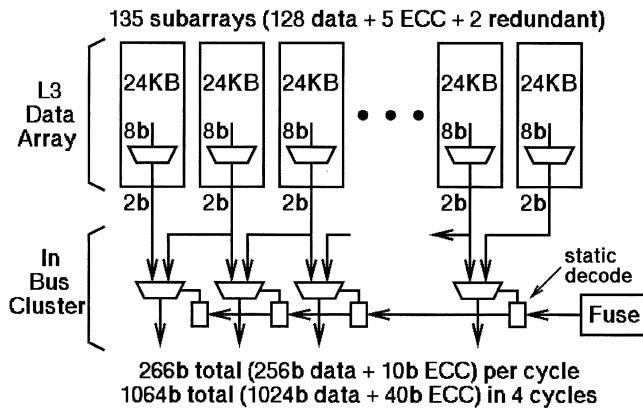 135 subarrays (128 data + 5 ECC + 2 redundant)
L3
Data
Array
24KB 24KB 24KB 24KB 24KB
8b 8b 8b 8b 8b
2b 2b 2b 2b 2b
In
Bus
Cluster
static
decode
Fuse
266b total (256b data + 10b ECC) per cycle
1064b total (1024b data + 40b ECC) in 4 cycles